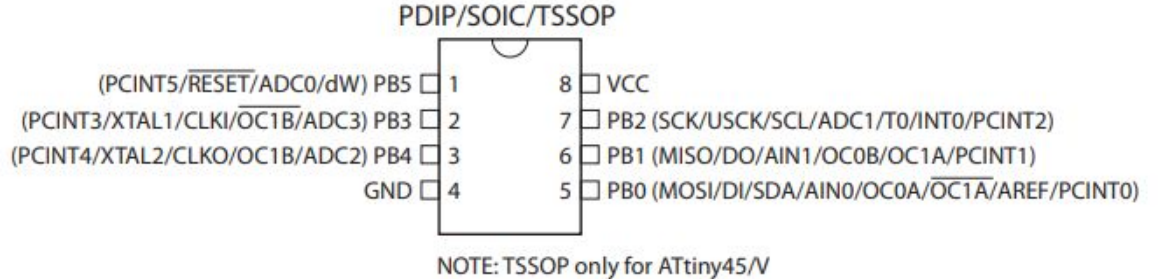 PDIP/SOIC/TSSOP
(PCINT5/RESET/ADC0/dW) PB5 1 8 VCC
(PCINT3/XTAL1/CLKI/OC1B/ADC3) PB3 2 7 PB2 (SCK/USCK/SCL/ADC1/T0/INT0/PCINT2)
(PCINT4/XTAL2/CLKO/OC1B/ADC2) PB4 3 6 PB1 (MISO/DO/AIN1/OC0B/OC1A/PCINT1)
GND 4 5 PB0 (MOSI/DI/SDA/AIN0/OC0A/OC1A/AREF/PCINT0)
NOTE: TSSOP only for ATtiny45/V